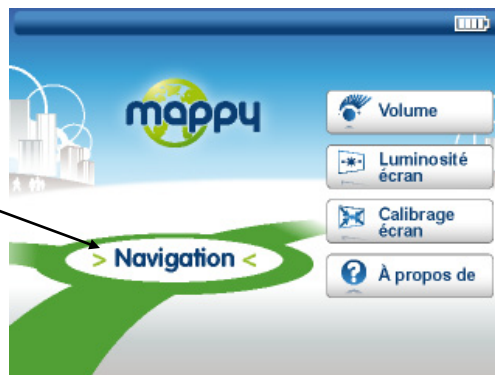 mappy
Volume
Luminosité
écran
Calibrage
écran
> Navigation <
? À propos de